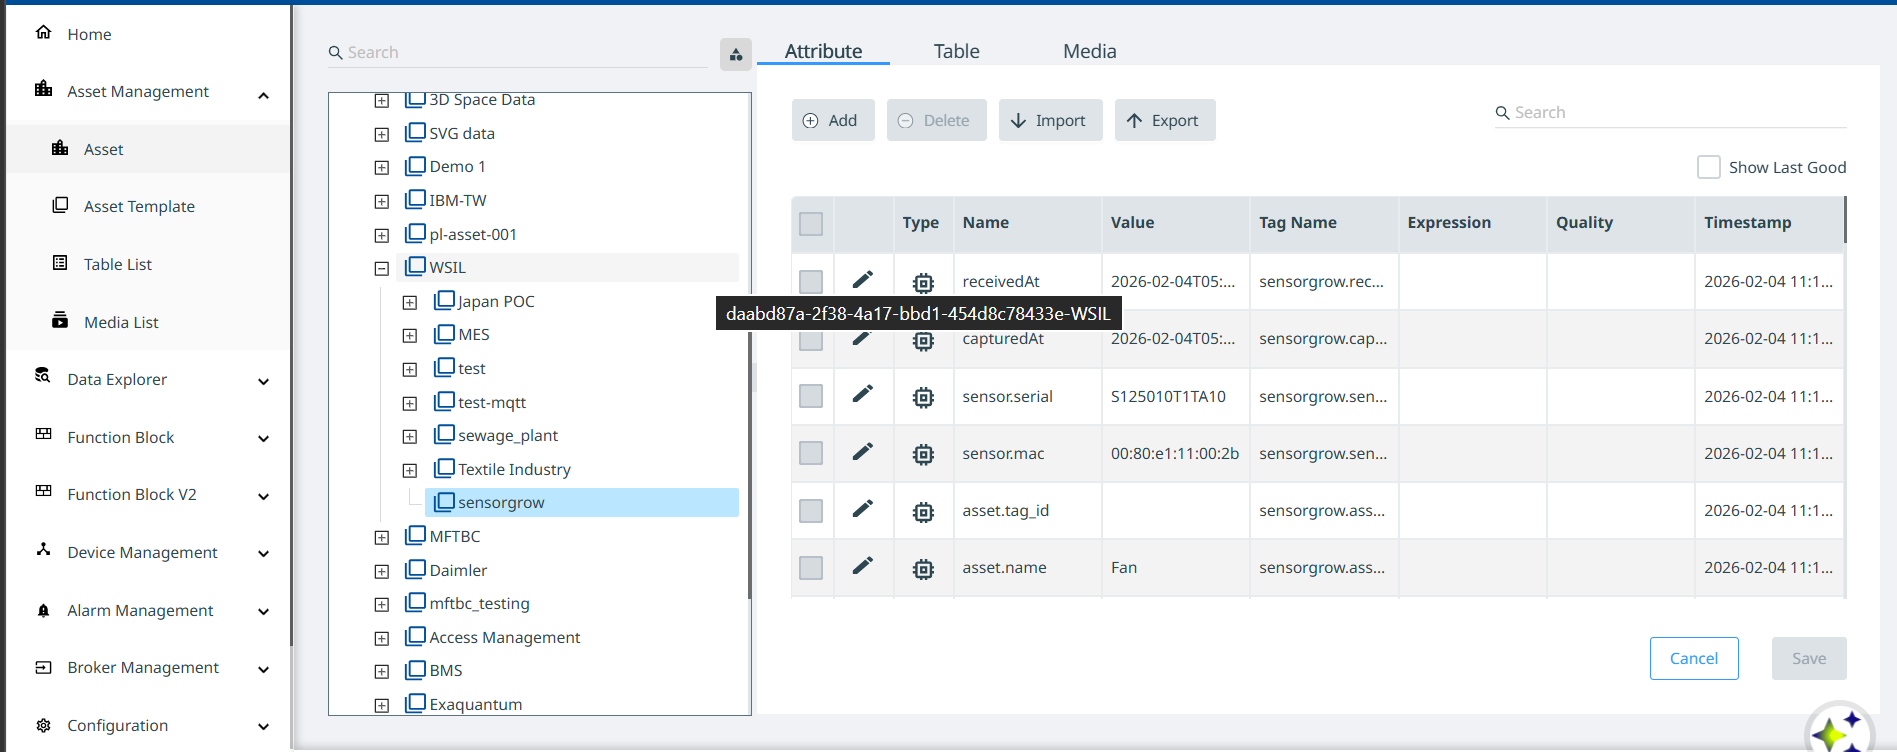 Home
Asset Management
Asset
Asset Template
Table List
Media List
Data Explorer
Function Block
Function Block V2
Device Management
Alarm Management
Broker Management
Configuration
Search
3D Space Data
SVG data
Demo 1
IBM-TW
pl-asset-001
WSIL
Japan POC
MES
test
test-mqtt
sewage_plant
Textile Industry
sensorgrow
MFTBC
Daimler
mftbc_testing
Access Management
BMS
Exaquantum
Attribute Table Media
Add Delete Import Export
Search
Show Last Good
Type Name Value Tag Name Expression Quality Timestamp
receivedAt 2026-02-04T05:... sensorgrow.rec... 2026-02-04 11:1...
daabd87a-2f38-4a17-bbd1-454d8c78433e-WSIL
capturedAt 2026-02-04T05:... sensorgrow.cap... 2026-02-04 11:1...
sensor.serial S125010T1TA10 sensorgrow.sen... 2026-02-04 11:1...
sensor.mac 00:80:e1:11:00:2b sensorgrow.sen... 2026-02-04 11:1...
asset.tag_id sensorgrow.ass... 2026-02-04 11:1...
asset.name Fan sensorgrow.ass... 2026-02-04 11:1...
Cancel Save